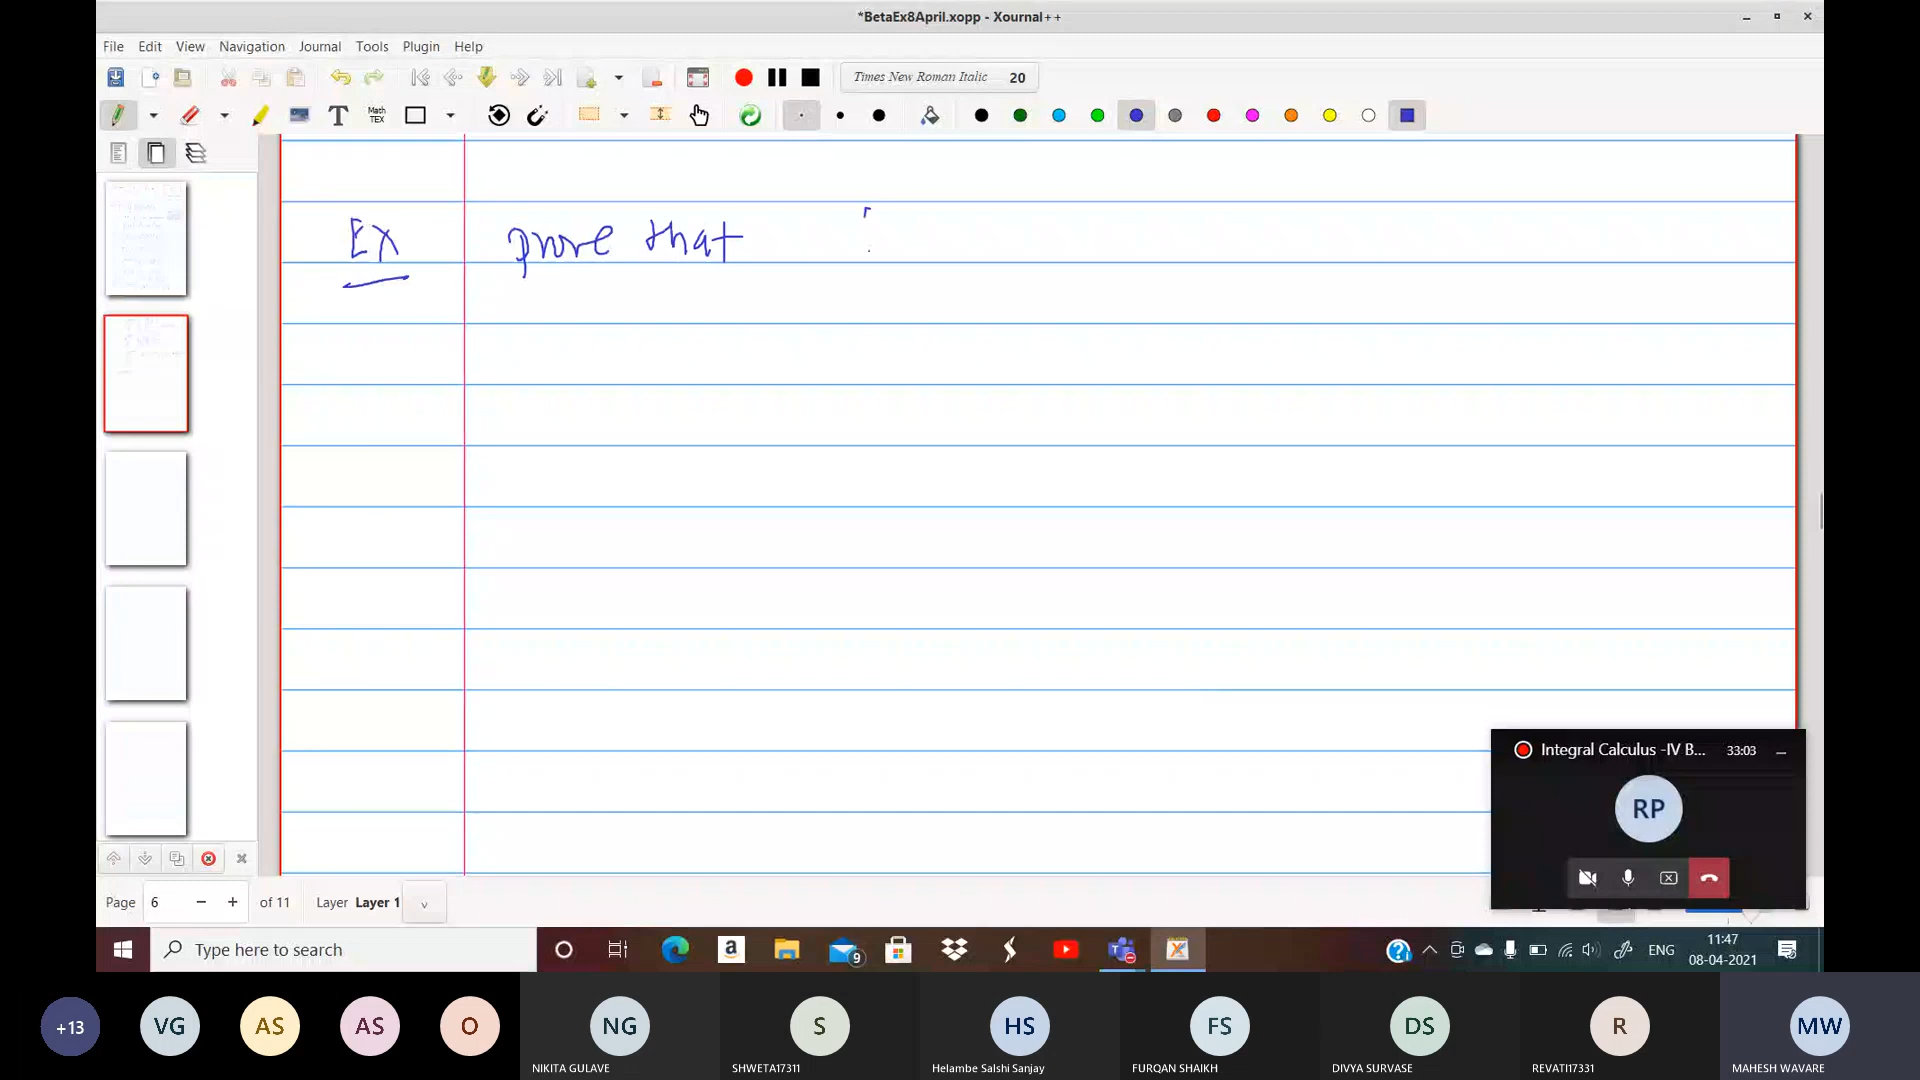 *BetaEx8April.xopp - Xournal++
File Edit View Navigation Journal Tools Plugin Help
Times New Roman Italic 20
Math TEX
Ex prove that
Integral Calculus -IV B... 33:03
RP
Page 6 of 11 Layer Layer 1
Type here to search
9
ENG
11:47
08-04-2021
+13 VG AS AS O NG S HS FS DS R MW
NIKITA GULAVE SHWETA17311 Helambe Salshi Sanjay FURQAN SHAIKH DIVYA SURVASE REVATI17331 MAHESH WAVARE